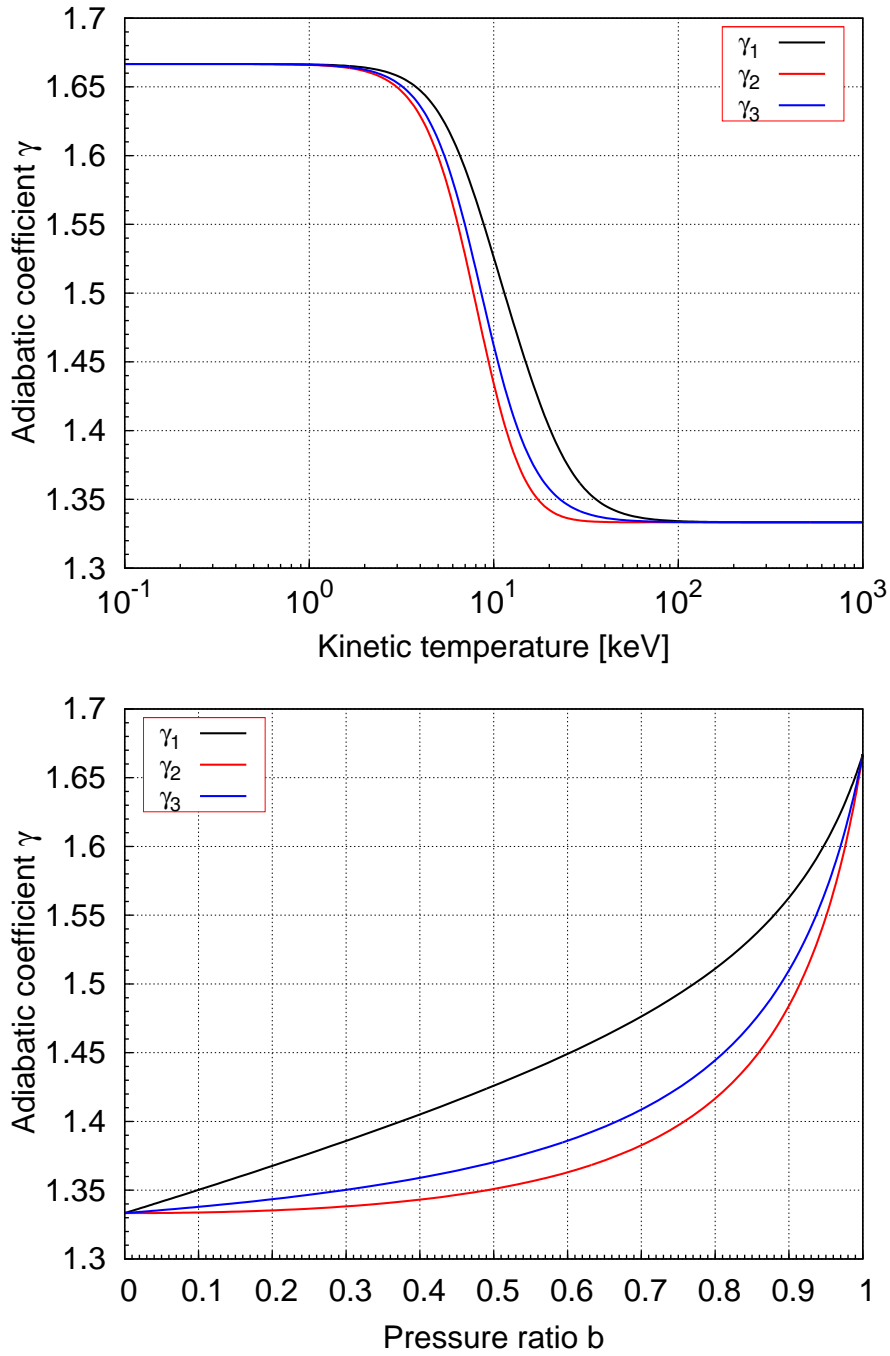 1.7
1.65
1.6
1.55
1.5
1.45
1.4
1.35
1.3
Adiabatic coefficient γ
γ₁
γ₂
γ₃
10⁻¹ 10⁰ 10¹ 10² 10³
Kinetic temperature [keV]
1.7
1.65
1.6
1.55
1.5
1.45
1.4
1.35
1.3
Adiabatic coefficient γ
γ₁
γ₂
γ₃
0 0.1 0.2 0.3 0.4 0.5 0.6 0.7 0.8 0.9 1
Pressure ratio b